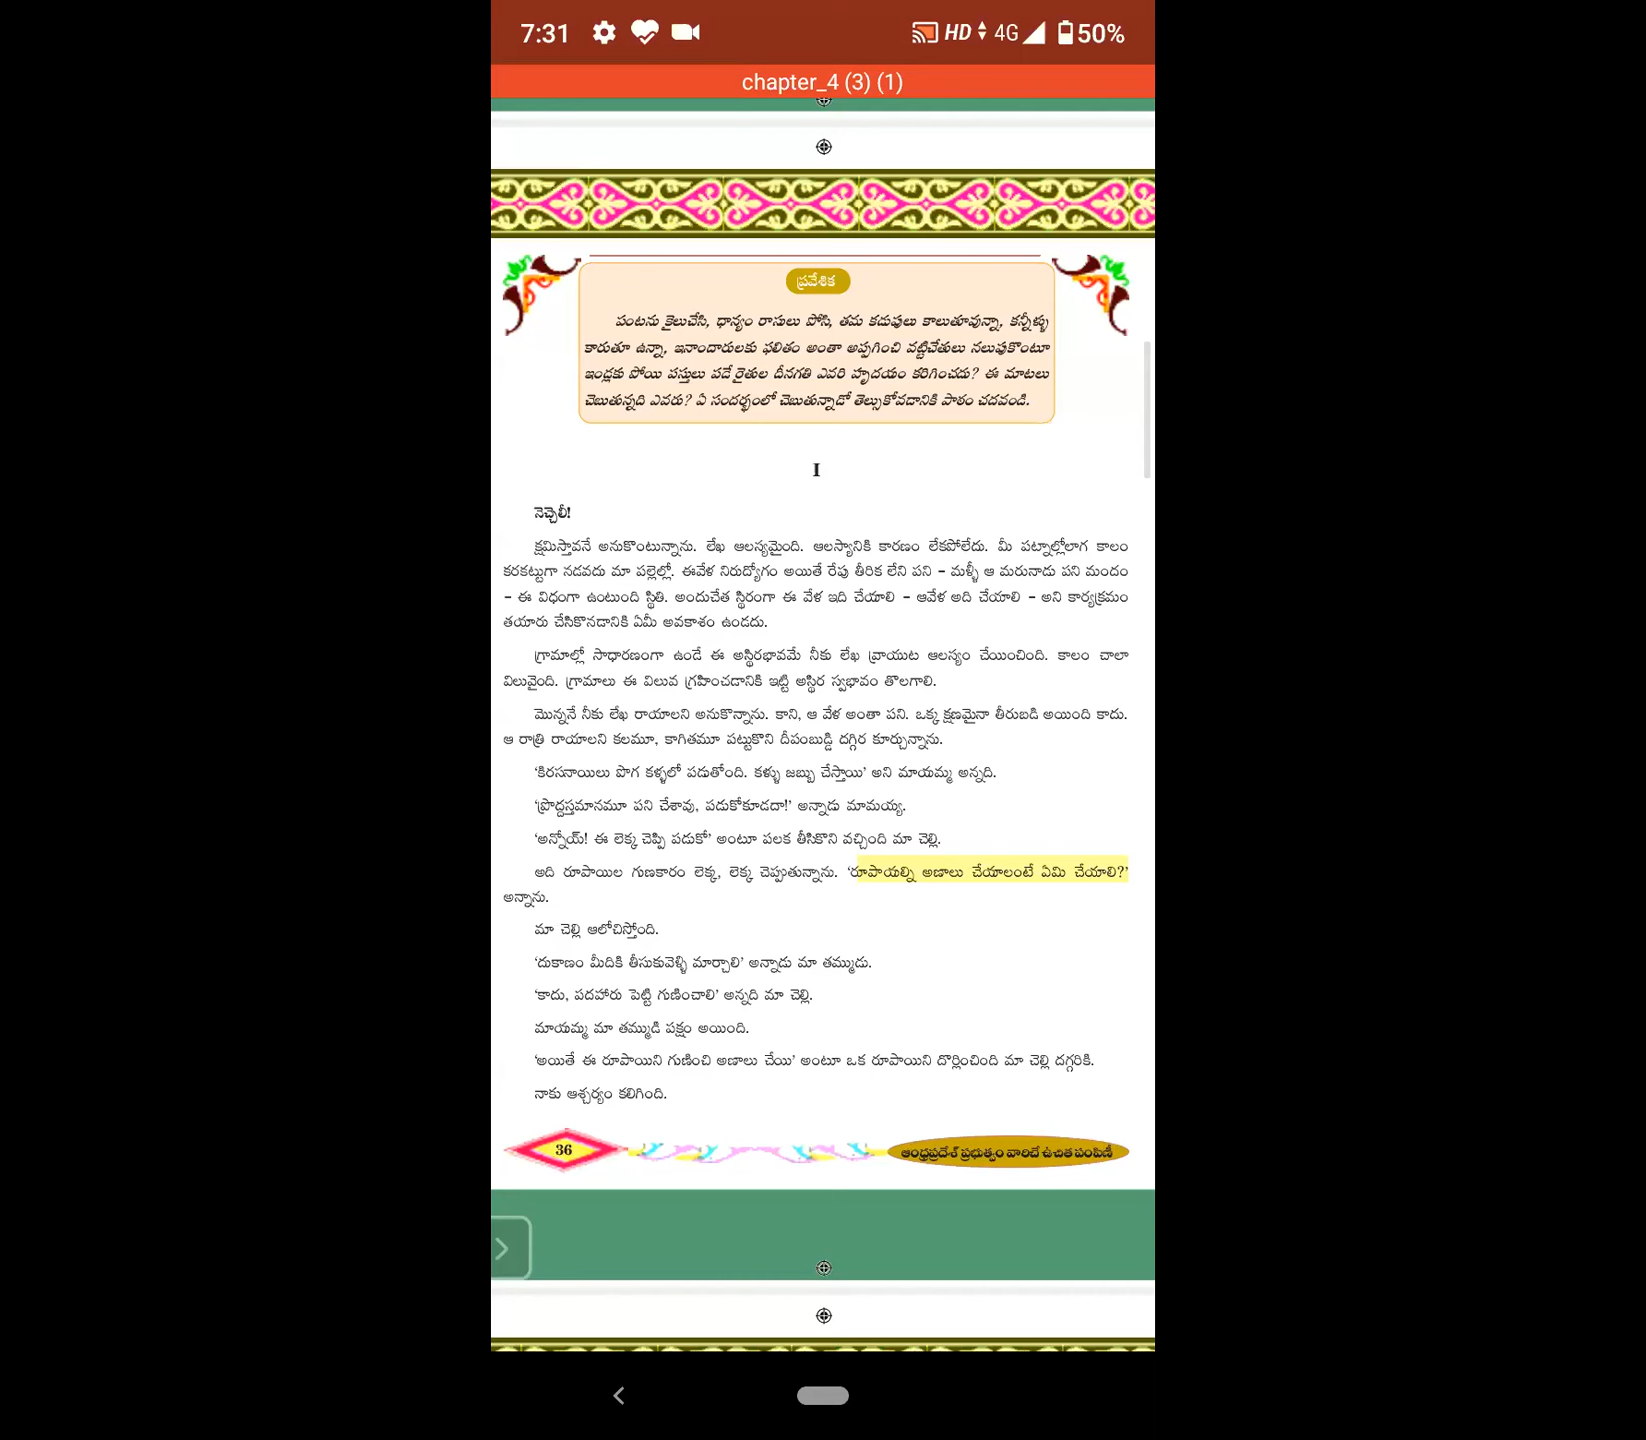 7:31 HD 4G 50%
chapter_4 (3) (1)
ప్రవేశిక
పంటను కైలుచేసి, ధాన్యం రాసులు పోసి, తమ కడుపులు కాలుతూవున్నా, కన్నీళ్ళు
కారుతూ ఉన్నా, ఇనాందారులకు ఫలితం అంతా అప్పగించి వట్టిచేతులు నలుపుకొంటూ
ఇండ్లకు పోయి పస్తులు పడే రైతుల దీనగతి ఎవరి హృదయం కరిగించదు? ఈ మాటలు
చెబుతున్నది ఎవరు? ఏ సందర్భంలో చెబుతున్నాడో తెల్సుకోవడానికి పాఠం చదవండి.
I
నెచ్చెలీ!
క్షమిస్తావనే అనుకొంటున్నాను. లేఖ ఆలస్యమైంది. ఆలస్యానికి కారణం లేకపోలేదు. మీ పట్నాల్లోలాగ కాలం
కరకట్టుగా నడవదు మా పల్లెల్లో. ఈవేళ నిరుద్యోగం అయితే రేపు తీరిక లేని పని – మళ్ళీ ఆ మరునాడు పని మందం
– ఈ విధంగా ఉంటుంది స్థితి. అందుచేత స్థిరంగా ఈ వేళ ఇది చేయాలి – ఆవేళ అది చేయాలి – అని కార్యక్రమం
తయారు చేసికొనడానికి ఏమీ అవకాశం ఉండదు.
గ్రామాల్లో సాధారణంగా ఉండే ఈ అస్థిరభావమే నీకు లేఖ వ్రాయుట ఆలస్యం చేయించింది. కాలం చాలా
విలువైంది. గ్రామాలు ఈ విలువ గ్రహించడానికి ఇట్టి అస్థిర స్వభావం తొలగాలి.
మొన్ననే నీకు లేఖ రాయాలని అనుకొన్నాను. కాని, ఆ వేళ అంతా పని. ఒక్క క్షణమైనా తీరుబడి అయింది కాదు.
ఆ రాత్రి రాయాలని కలమూ, కాగితమూ పట్టుకొని దీపంబుడ్డి దగ్గిర కూర్చున్నాను.
‘కిరసనాయిలు పొగ కళ్ళలో పడుతోంది. కళ్ళు జబ్బు చేస్తాయి’ అని మాయమ్మ అన్నది.
‘ప్రొద్దస్తమానమూ పని చేశావు, పడుకోకూడదా!’ అన్నాడు మామయ్య.
‘అన్నోయ్! ఈ లెక్క చెప్పి పడుకో’ అంటూ పలక తీసికొని వచ్చింది మా చెల్లి.
అది రూపాయిల గుణకారం లెక్క, లెక్క చెప్పుతున్నాను. ‘రూపాయల్ని అణాలు చేయాలంటే ఏమి చేయాలి?’
అన్నాను.
మా చెల్లి ఆలోచిస్తోంది.
‘దుకాణం మీదికి తీసుకువెళ్ళి మార్చాలి’ అన్నాడు మా తమ్ముడు.
‘కాదు, పదహారు పెట్టి గుణించాలి’ అన్నది మా చెల్లి.
మాయమ్మ మా తమ్ముడి పక్షం అయింది.
‘అయితే ఈ రూపాయిని గుణించి అణాలు చేయి’ అంటూ ఒక రూపాయిని దొర్లించింది మా చెల్లి దగ్గరికి.
నాకు ఆశ్చర్యం కలిగింది.
36 ఆంధ్రప్రదేశ్ ప్రభుత్వం వారిచే ఉచిత పంపిణీ